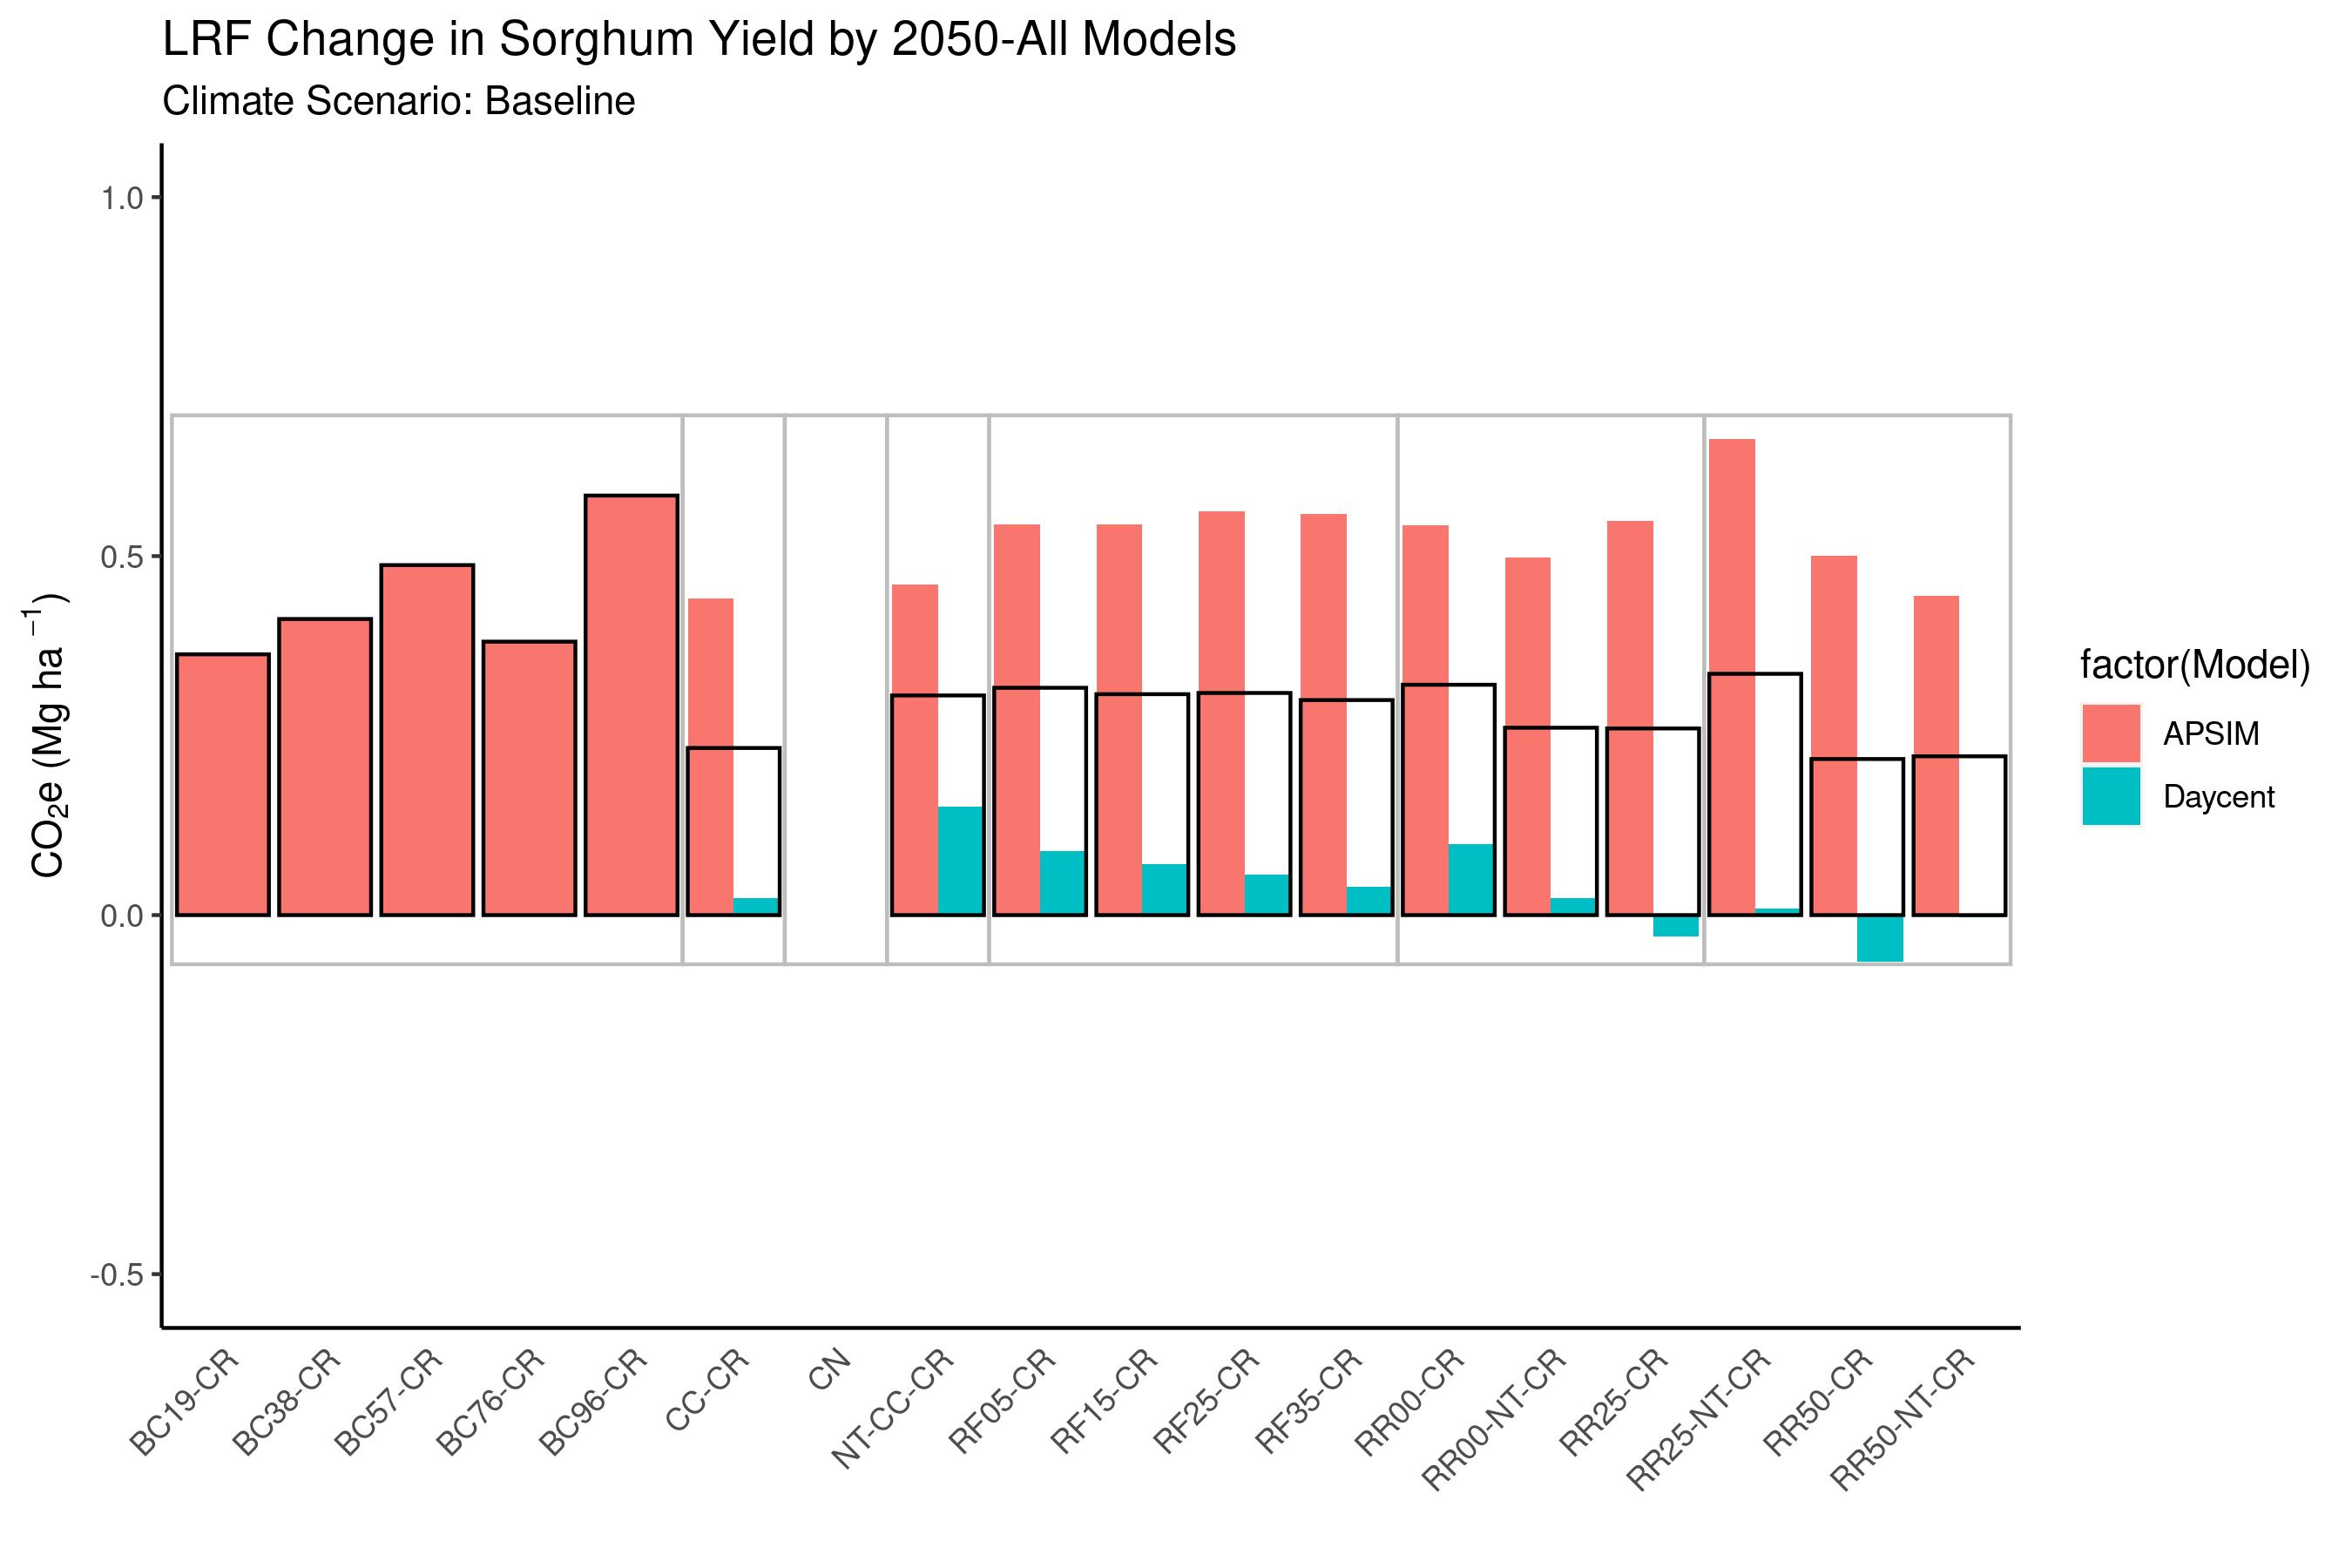 LRF Change in Sorghum Yield by 2050-All Models
Climate Scenario: Baseline
CO₂e (Mg ha ⁻¹)
1.0
0.5
0.0
-0.5
BC19-CR
BC38-CR
BC57-CR
BC76-CR
BC96-CR
CC-CR
CN
NT-CC-CR
RF05-CR
RF15-CR
RF25-CR
RF35-CR
RR00-CR
RR00-NT-CR
RR25-CR
RR25-NT-CR
RR50-CR
RR50-NT-CR
factor(Model)
APSIM
Daycent